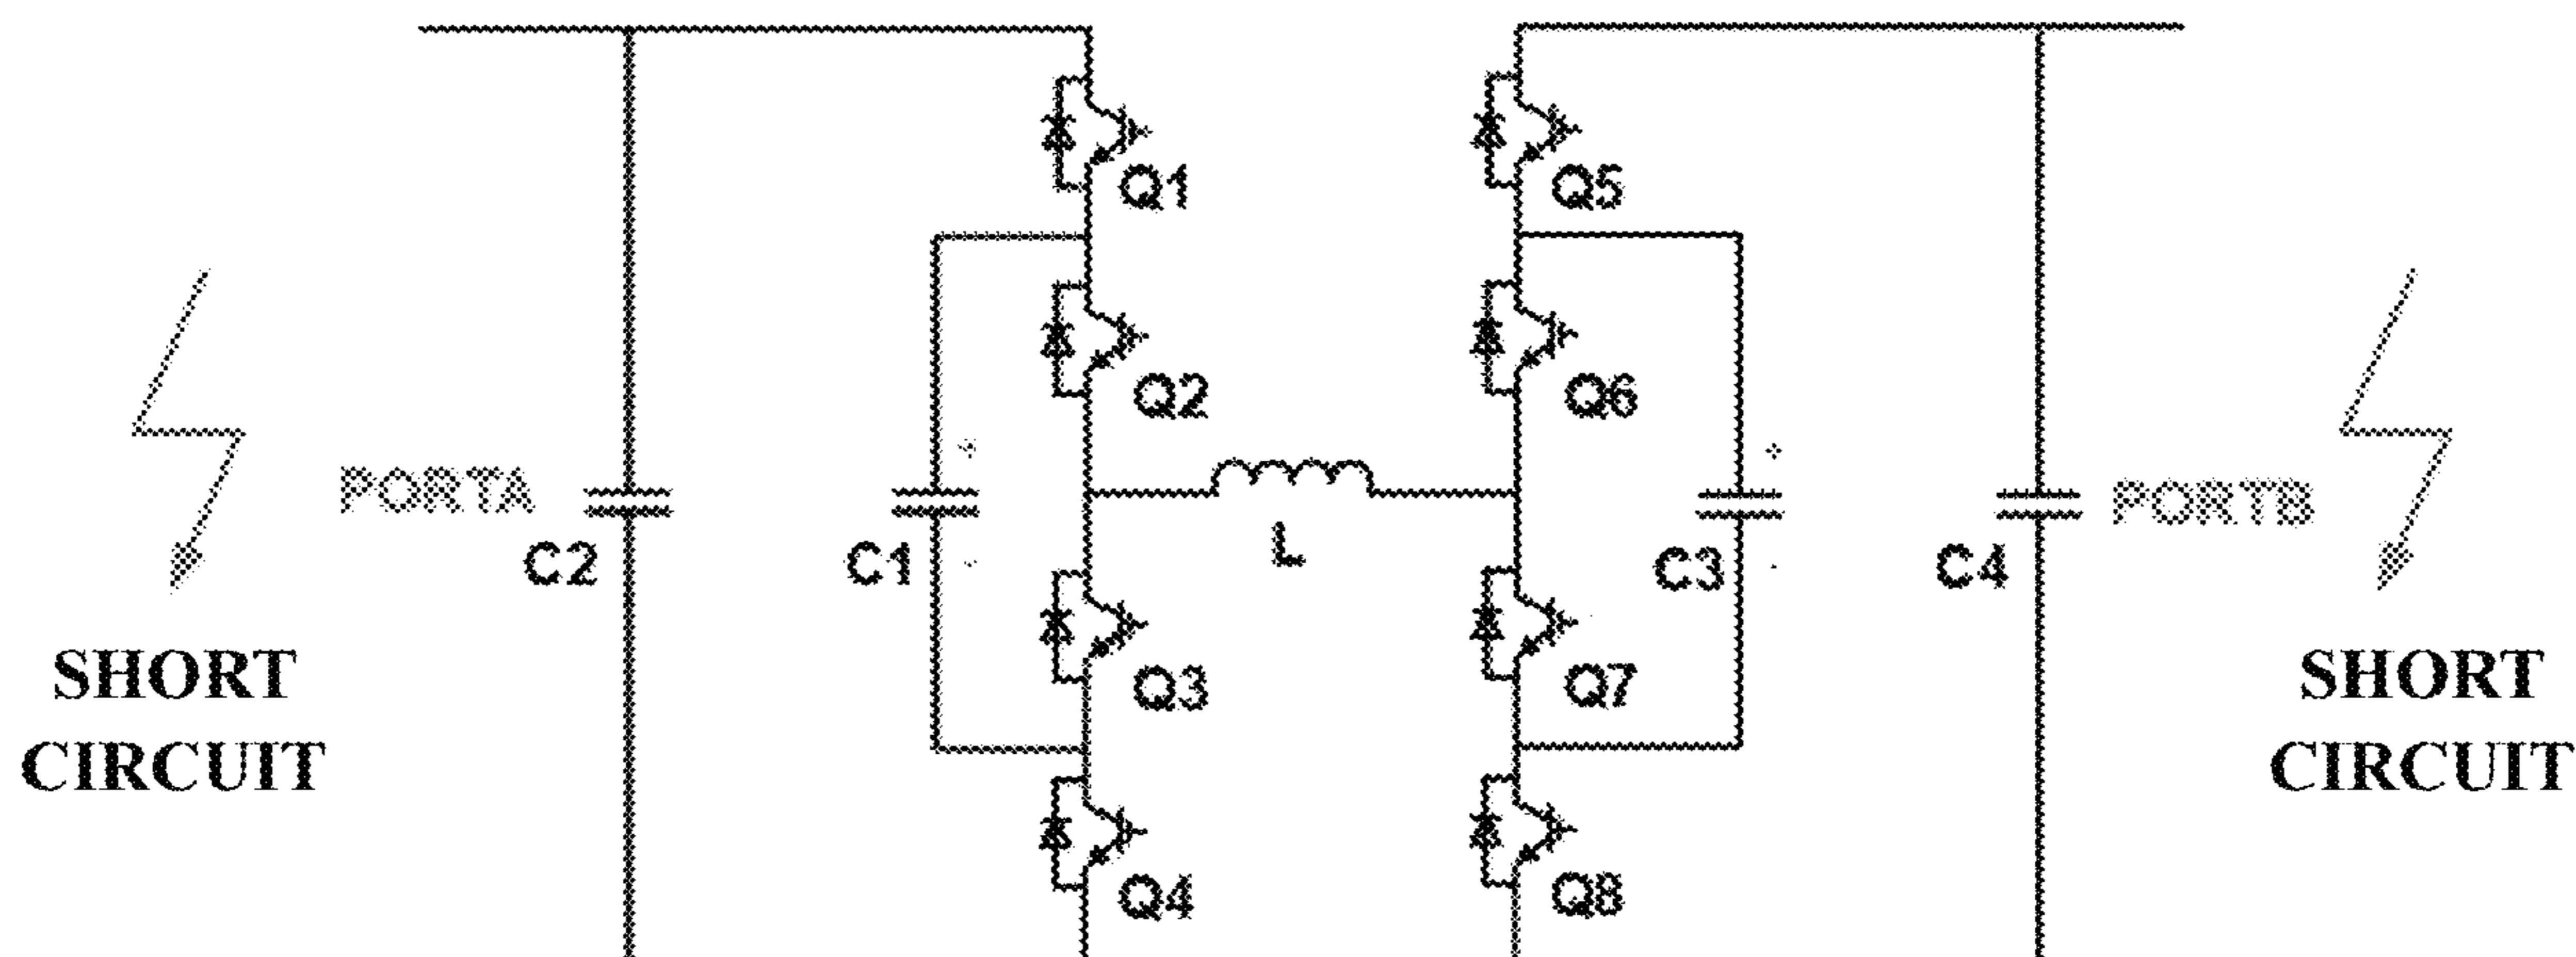 Q1
Q5
Q2
Q6
PORTA
C2
C1
+
-
L
+
-
C3
C4
PORTB
SHORT
CIRCUIT
Q3
Q7
SHORT
CIRCUIT
Q4
Q8